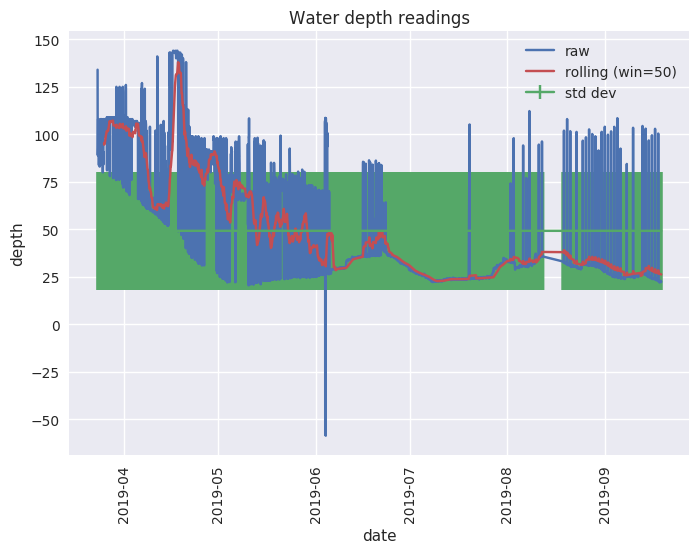 Water depth readings
150
125
100
75
50
25
0
−25
−50
depth
raw
rolling (win=50)
std dev
2019-04
2019-05
2019-06
2019-07
2019-08
2019-09
date